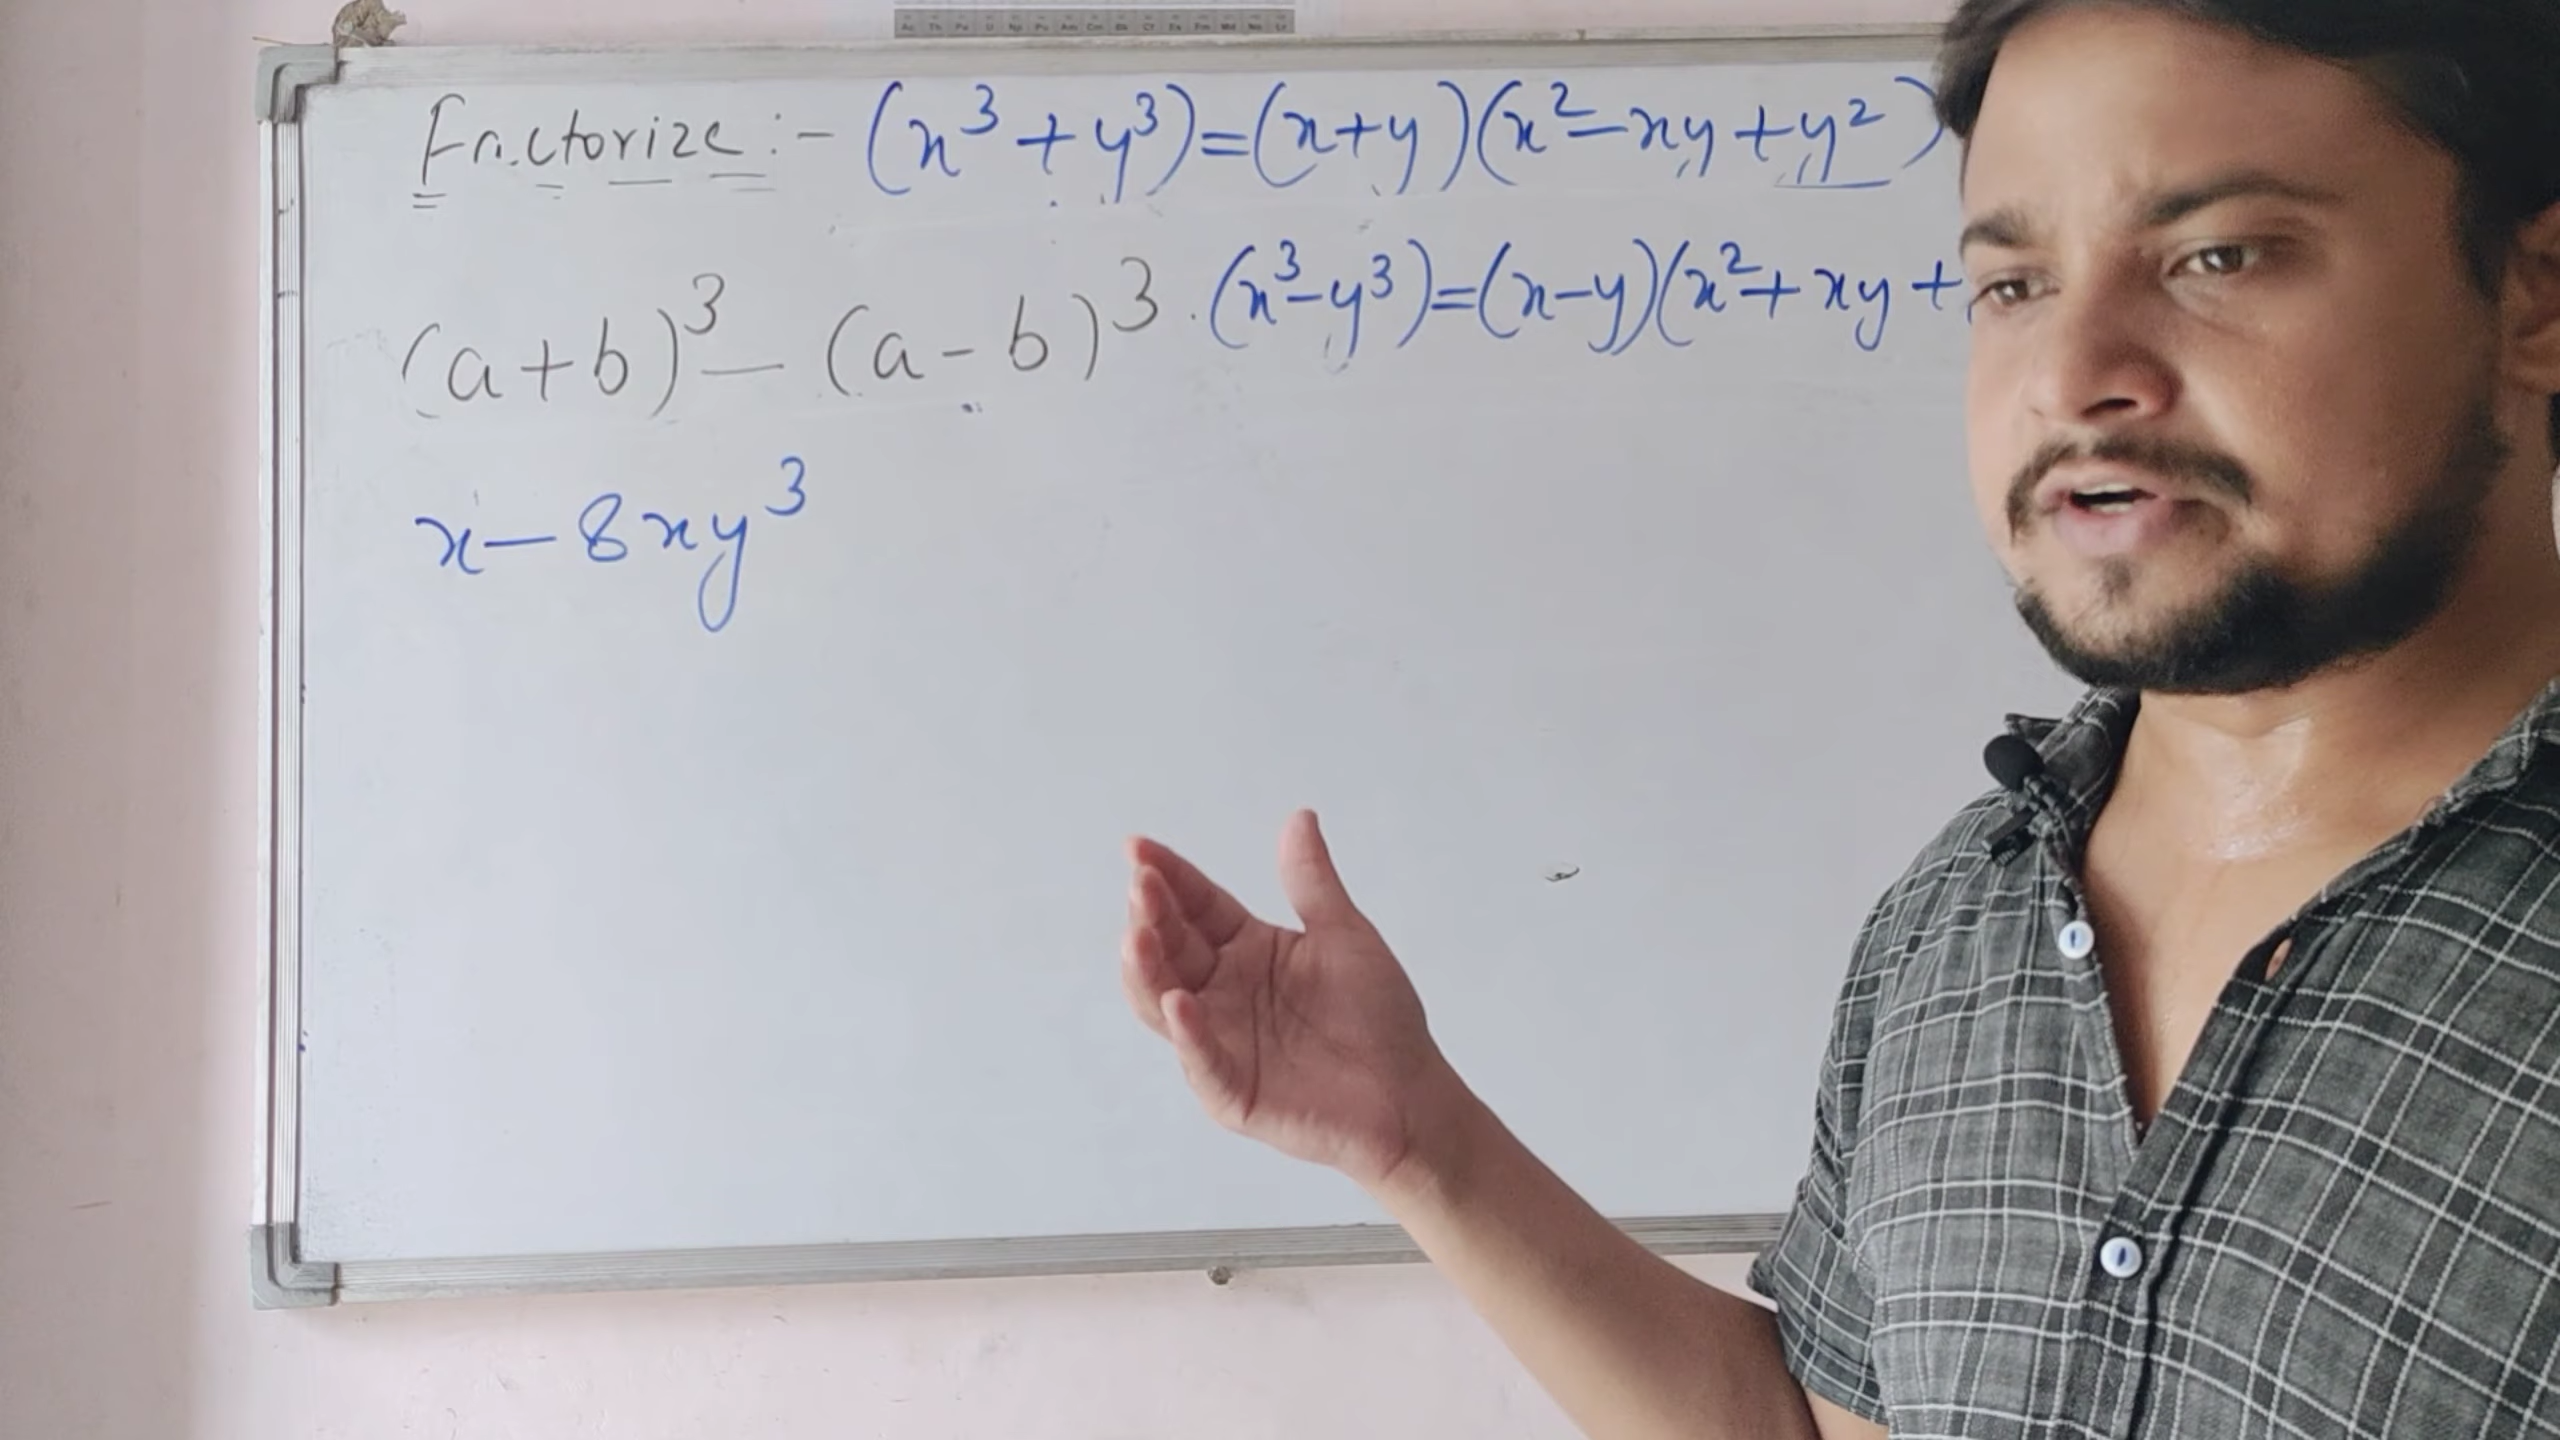 Factorize :- (x³ + y³) = (x+y)(x² - xy + y²)
(a+b)³ - (a-b)³ . (x³-y³) = (x-y)(x² + xy +
x - 8xy³